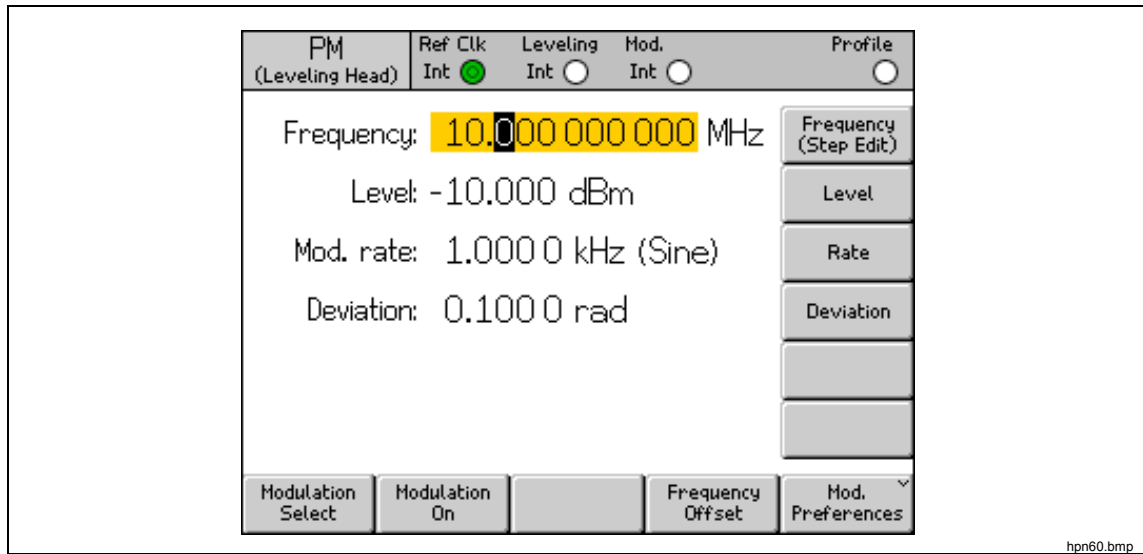 PM
(Leveling Head)
Ref Clk
Int
Leveling
Int
Mod.
Int
Profile
Frequency: 10.000 000 000 MHz
Frequency
(Step Edit)
Level: -10.000 dBm
Level
Mod. rate: 1.000 0 kHz (Sine)
Rate
Deviation: 0.100 0 rad
Deviation
Modulation
Select
Modulation
On
Frequency
Offset
Mod.
Preferences
hpn60.bmp